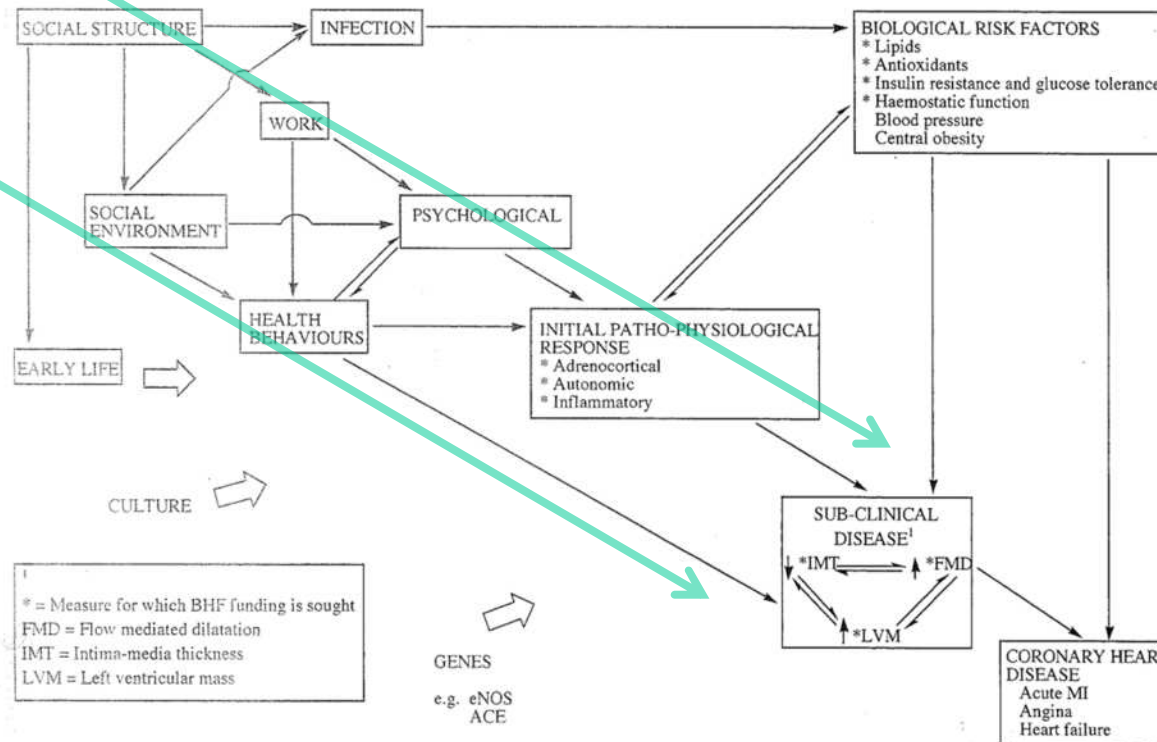 SOCIAL STRUCTURE
INFECTION
BIOLOGICAL RISK FACTORS
* Lipids
* Antioxidants
* Insulin resistance and glucose tolerance
* Haemostatic function
Blood pressure
Central obesity
WORK
SOCIAL
ENVIRONMENT
PSYCHOLOGICAL
HEALTH
BEHAVIOURS
INITIAL PATHO-PHYSIOLOGICAL
RESPONSE
* Adrenocortical
* Autonomic
* Inflammatory
EARLY LIFE
CULTURE
SUB-CLINICAL
DISEASE1
*IMT
*FMD
*LVM
1
* = Measure for which BHF funding is sought
FMD = Flow mediated dilatation
IMT = Intima-media thickness
LVM = Left ventricular mass
GENES
e.g. eNOS
ACE
CORONARY HEAR
DISEASE
Acute MI
Angina
Heart failure